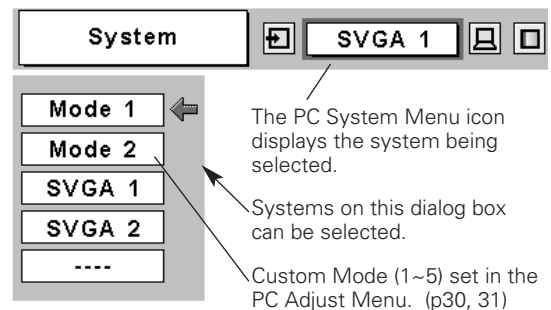 System
SVGA 1
Mode 1
Mode 2
SVGA 1
SVGA 2
----
The PC System Menu icon
displays the system being
selected.
Systems on this dialog box
can be selected.
Custom Mode (1~5) set in the
PC Adjust Menu. (p30, 31)